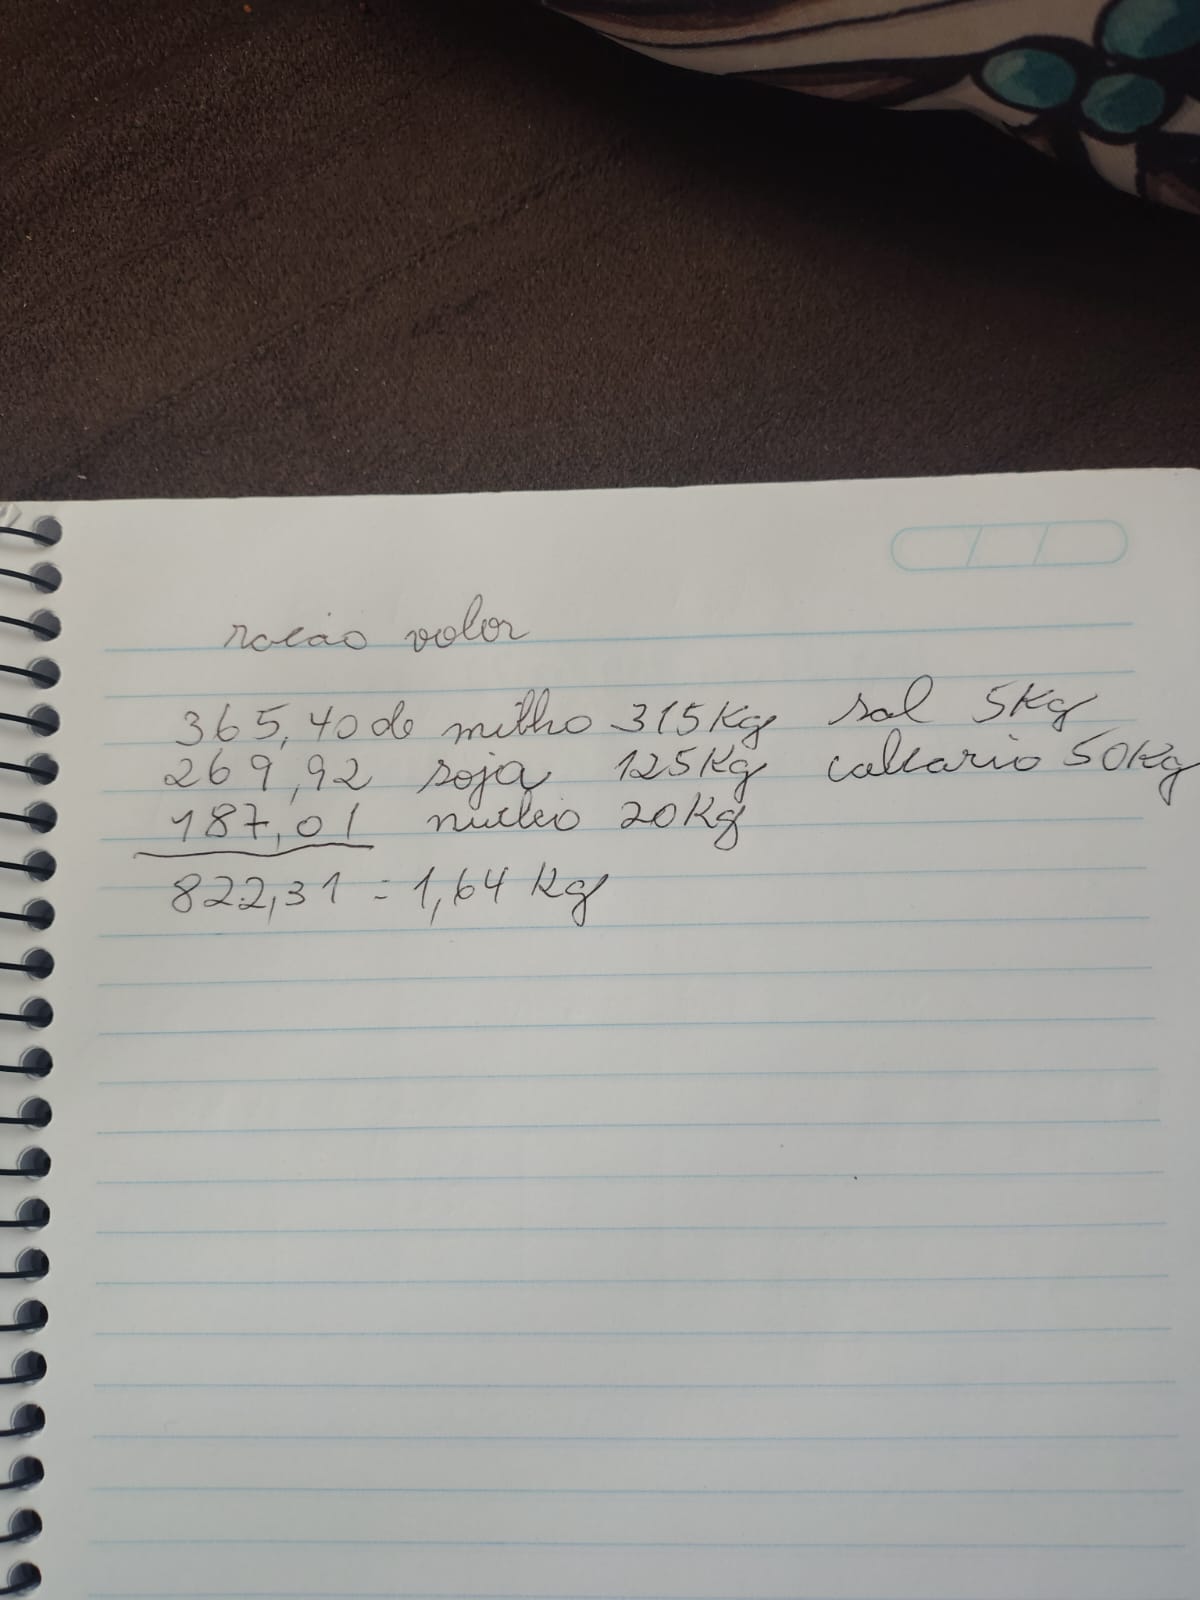 racão valor
365,40 de milho 315Kg sal 5Kg
269,92 soja 125Kg calcario 50Kg
187,01 nucleio 20Kg
822,31 = 1,64 Kg